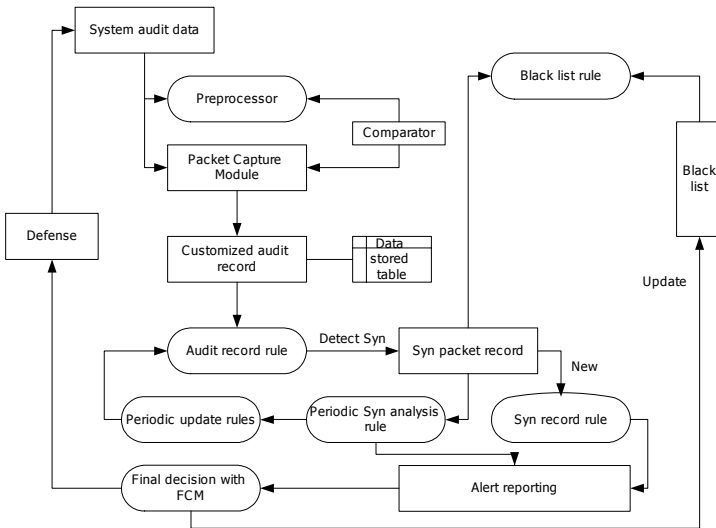 System audit data
Black list rule
Preprocessor
Comparator
Packet Capture
Module
Black
list
Defense
Customized audit
record
Data
stored
table
Update
Detect Syn
Audit record rule
Syn packet record
New
Periodic update rules
Periodic Syn analysis
rule
Syn record rule
Final decision with
FCM
Alert reporting